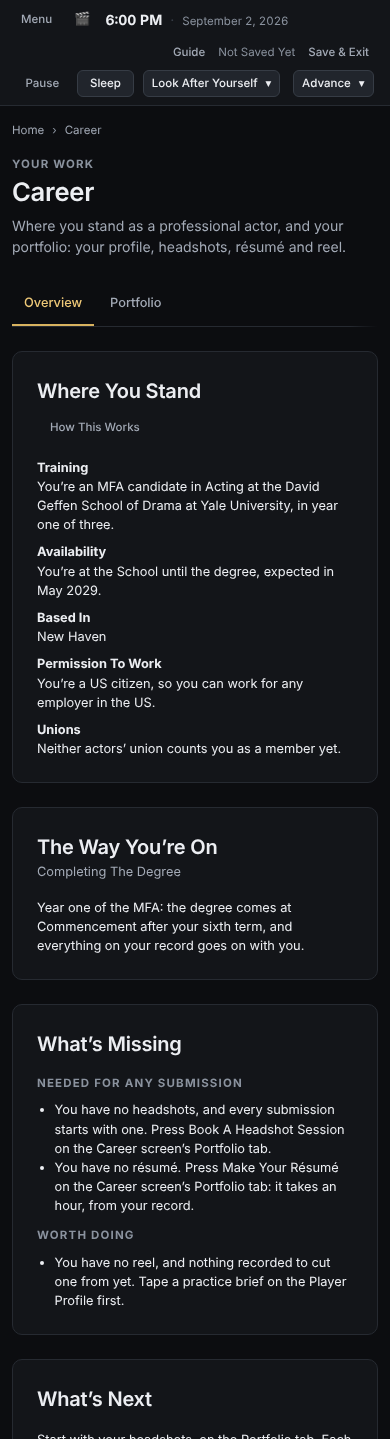 Menu 🎬 6:00 PM · September 2, 2026
Guide Not Saved Yet Save & Exit
Pause Sleep Look After Yourself ▾ Advance ▾
Home › Career
YOUR WORK
Career
Where you stand as a professional actor, and your
portfolio: your profile, headshots, résumé and reel.
Overview Portfolio
Where You Stand
How This Works
Training
You’re an MFA candidate in Acting at the David
Geffen School of Drama at Yale University, in year
one of three.
Availability
You’re at the School until the degree, expected in
May 2029.
Based In
New Haven
Permission To Work
You’re a US citizen, so you can work for any
employer in the US.
Unions
Neither actors’ union counts you as a member yet.
The Way You’re On
Completing The Degree
Year one of the MFA: the degree comes at
Commencement after your sixth term, and
everything on your record goes on with you.
What’s Missing
NEEDED FOR ANY SUBMISSION
• You have no headshots, and every submission
starts with one. Press Book A Headshot Session
on the Career screen’s Portfolio tab.
• You have no résumé. Press Make Your Résumé
on the Career screen’s Portfolio tab: it takes an
hour, from your record.
WORTH DOING
• You have no reel, and nothing recorded to cut
one from yet. Tape a practice brief on the Player
Profile first.
What’s Next
Start with your headshots, on the Portfolio tab. Each